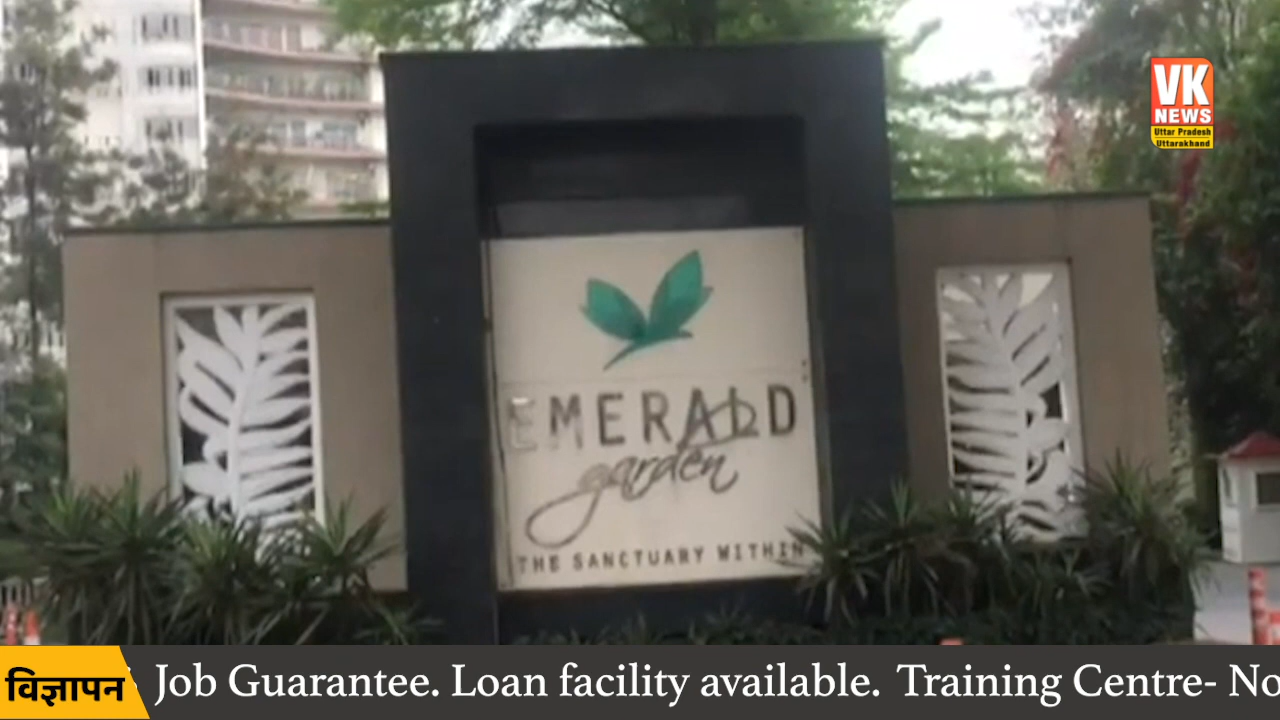 VK
NEWS
Uttar Pradesh
Uttarakhand
EMERALD
garden
THE SANCTUARY WITHIN
विज्ञापन
Job Guarantee. Loan facility available. Training Centre- No